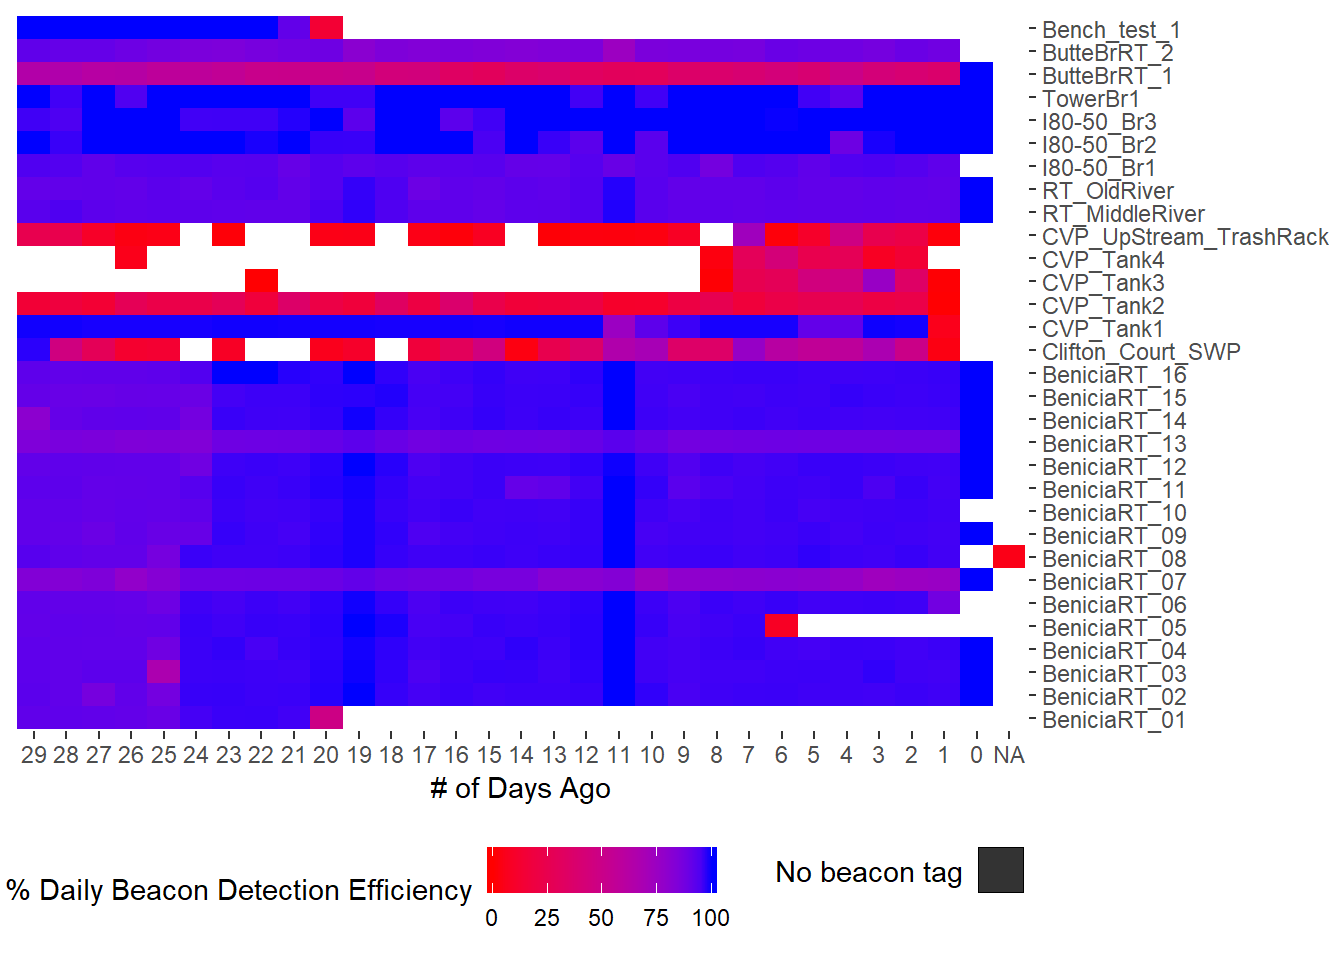 Bench_test_1
ButteBrRT_2
ButteBrRT_1
TowerBr1
I80-50_Br3
I80-50_Br2
I80-50_Br1
RT_OldRiver
RT_MiddleRiver
CVP_UpStream_TrashRack
CVP_Tank4
CVP_Tank3
CVP_Tank2
CVP_Tank1
Clifton_Court_SWP
BeniciaRT_16
BeniciaRT_15
BeniciaRT_14
BeniciaRT_13
BeniciaRT_12
BeniciaRT_11
BeniciaRT_10
BeniciaRT_09
BeniciaRT_08
BeniciaRT_07
BeniciaRT_06
BeniciaRT_05
BeniciaRT_04
BeniciaRT_03
BeniciaRT_02
BeniciaRT_01
29 28 27 26 25 24 23 22 21 20 19 18 17 16 15 14 13 12 11 10 9 8 7 6 5 4 3 2 1 0 NA
# of Days Ago
% Daily Beacon Detection Efficiency
0 25 50 75 100
No beacon tag